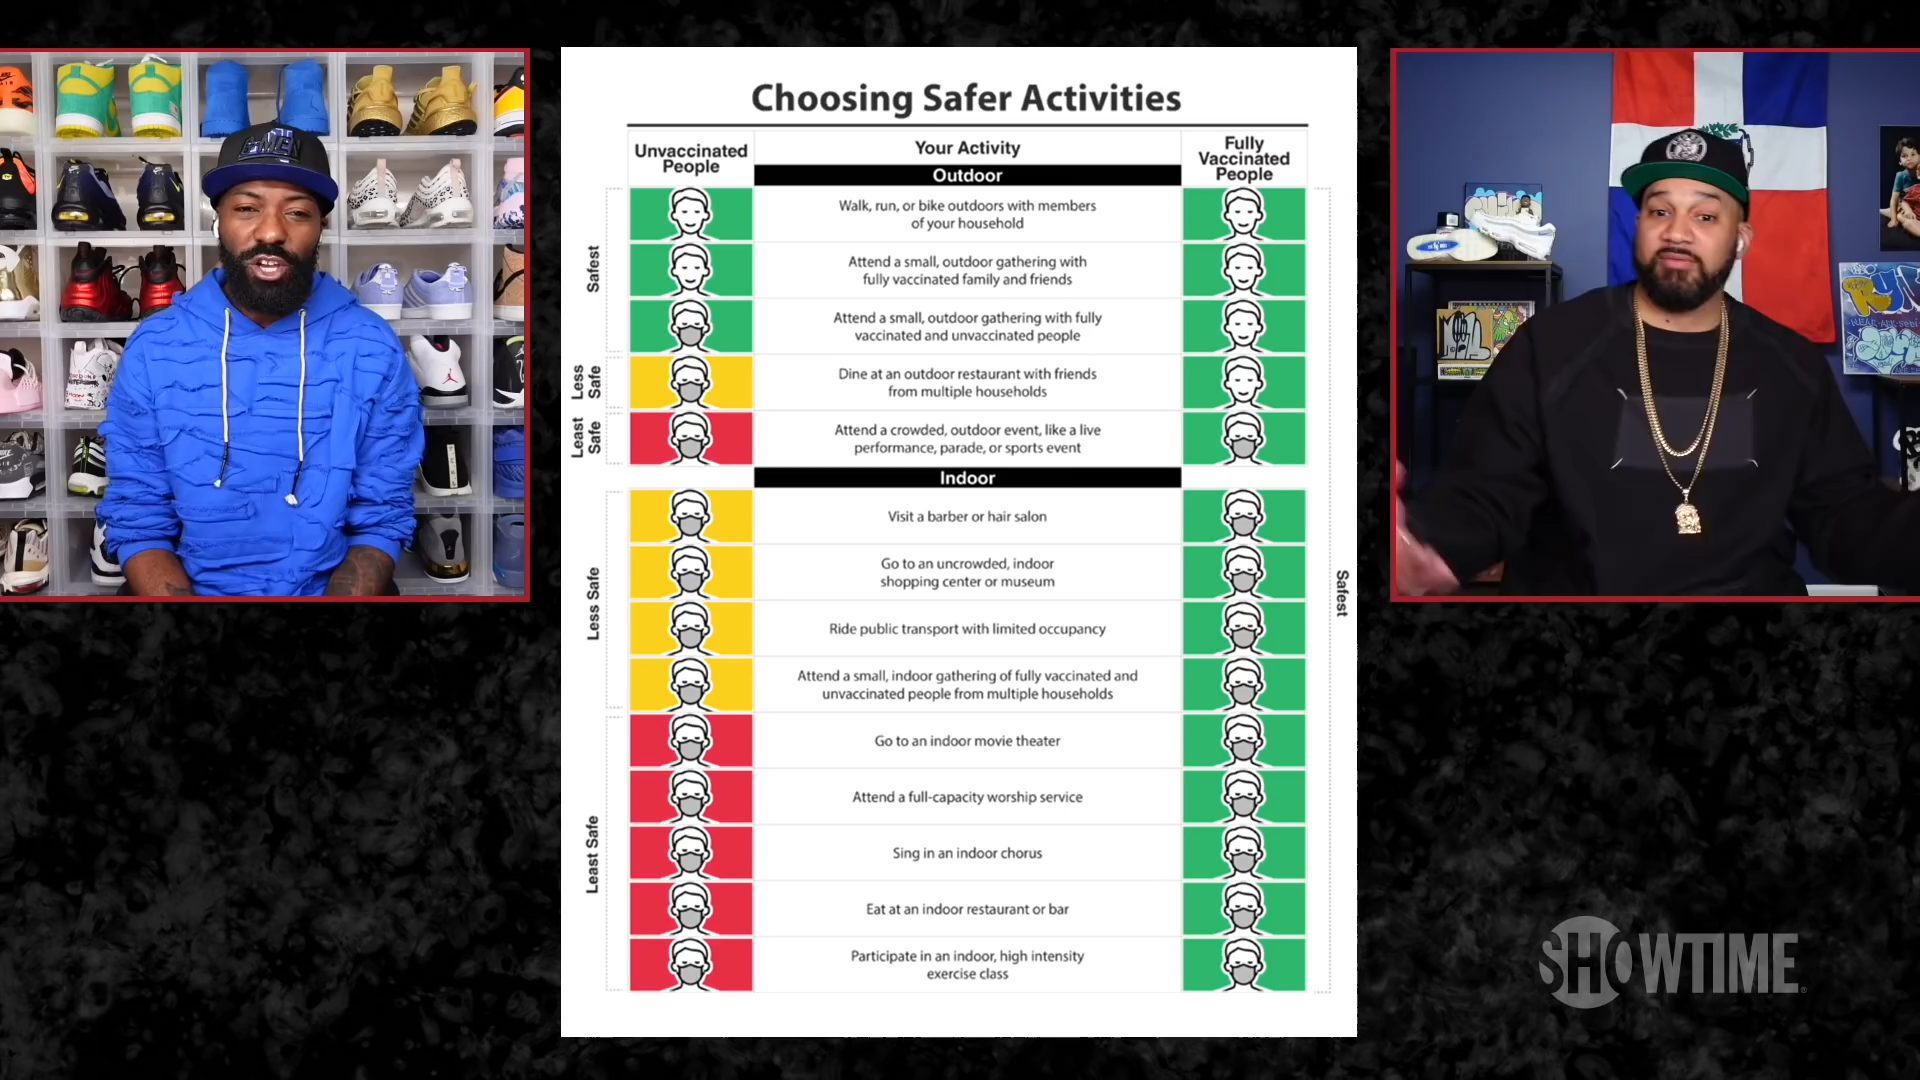 Choosing Safer Activities
Unvaccinated
People
Your Activity
Fully
Vaccinated
People
Outdoor
Safest
Walk, run, or bike outdoors with members
of your household
Attend a small, outdoor gathering with
fully vaccinated family and friends
Attend a small, outdoor gathering with fully
vaccinated and unvaccinated people
Less
Safe
Dine at an outdoor restaurant with friends
from multiple households
Least
Safe
Attend a crowded, outdoor event, like a live
performance, parade, or sports event
Indoor
Less Safe
Visit a barber or hair salon
Go to an uncrowded, indoor
shopping center or museum
Ride public transport with limited occupancy
Attend a small, indoor gathering of fully vaccinated and
unvaccinated people from multiple households
Safest
Least Safe
Go to an indoor movie theater
Attend a full-capacity worship service
Sing in an indoor chorus
Eat at an indoor restaurant or bar
Participate in an indoor, high intensity
exercise class
SHOWTIME